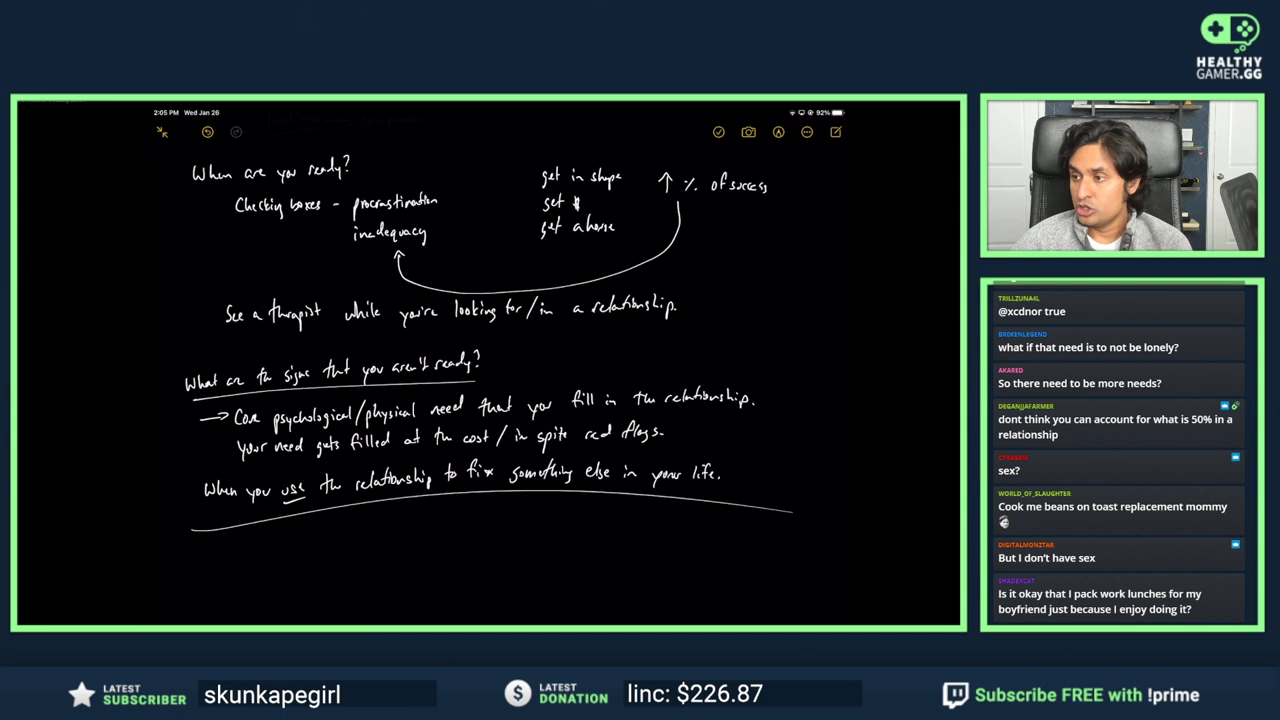 HEALTHY
GAMER.GG
2:05 PM Wed Jan 26
92%
When are you ready?
Checking boxes - procrastination
inadequacy
get in shape
get $
get a horse
↑ % of success
See a therapist while you're looking for/in a relationship.
What are the signs that you aren't ready?
→ Core psychological/physical need that you fill in the relationship.
Your need gets filled at the cost / in spite red flags.
When you use the relationship to fix something else in your life.
TRILLZUNA4L
@xcdnor true
BR0KENLEGEND
what if that need is to not be lonely?
AKARED
So there need to be more needs?
DEGANJJAFARMER
dont think you can account for what is 50% in a
relationship
sex?
WORLD_OF_SLAUGHTER
Cook me beans on toast replacement mommy
DIGITALMONZTAR
But I don't have sex
SHADEXCAT
Is it okay that I pack work lunches for my
boyfriend just because I enjoy doing it?
LATEST
SUBSCRIBER
skunkapegirl
LATEST
DONATION
linc: $226.87
Subscribe FREE with !prime